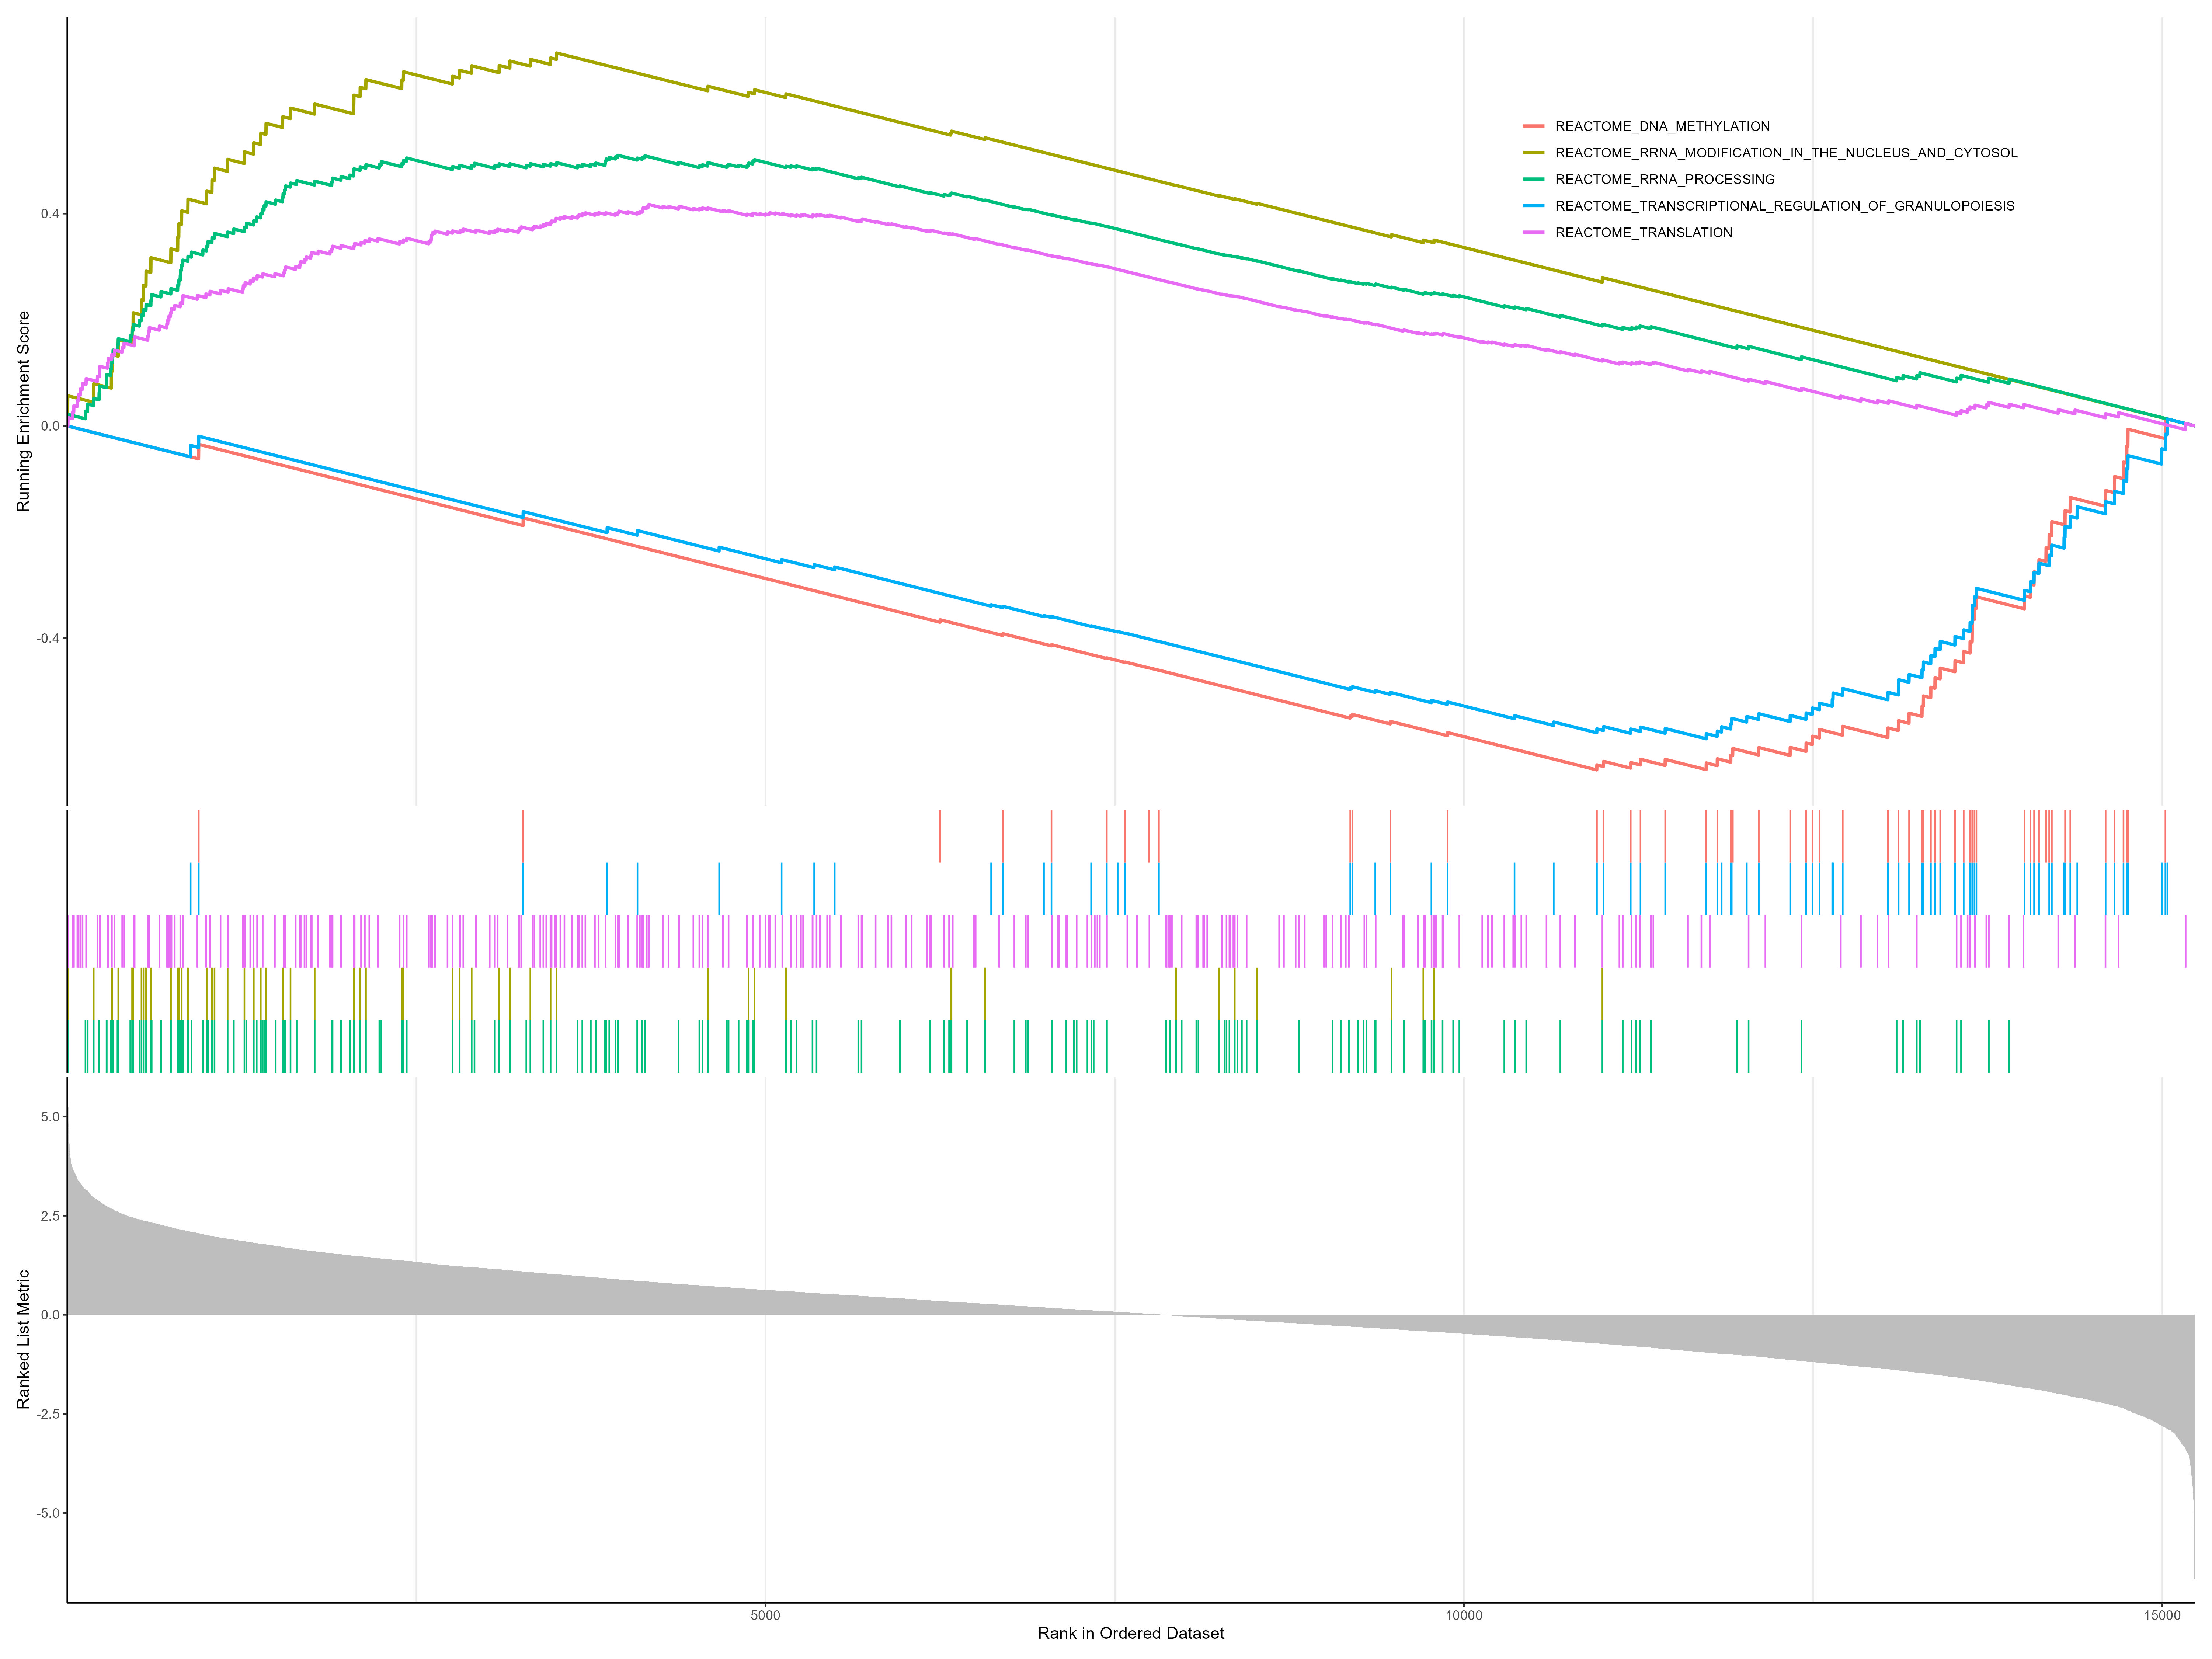 Running Enrichment Score
0.4
0.0
-0.4
REACTOME_DNA_METHYLATION
REACTOME_RRNA_MODIFICATION_IN_THE_NUCLEUS_AND_CYTOSOL
REACTOME_RRNA_PROCESSING
REACTOME_TRANSCRIPTIONAL_REGULATION_OF_GRANULOPOIESIS
REACTOME_TRANSLATION
Ranked List Metric
5.0
2.5
0.0
-2.5
-5.0
5000
10000
15000
Rank in Ordered Dataset